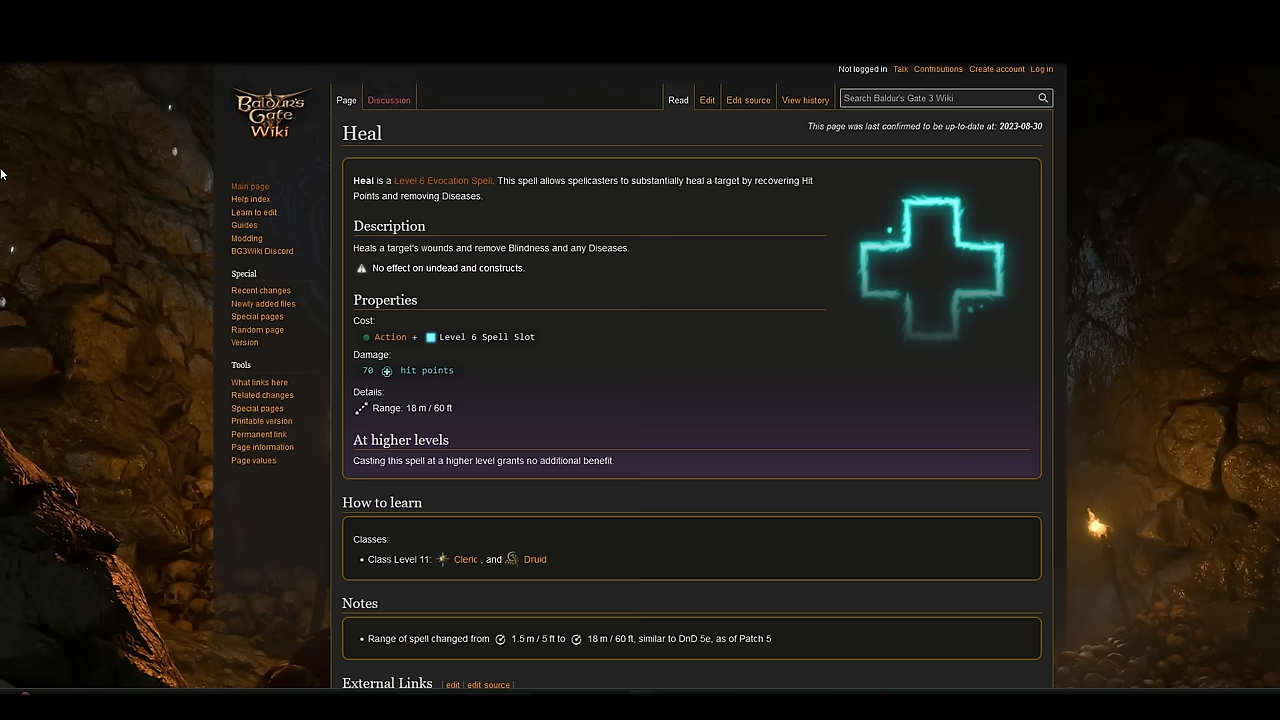 Not logged in Talk Contributions Create account Log in
Baldur's Gate Wiki
Page Discussion Read Edit Edit source View history Search Baldur's Gate 3 Wiki
Heal
This page was last confirmed to be up-to-date at: 2023-08-30
Main page
Help index
Learn to edit
Guides
Modding
BG3Wiki Discord
Special
Recent changes
Newly added files
Special pages
Random page
Version
Tools
What links here
Related changes
Special pages
Printable version
Permanent link
Page information
Page values
Heal is a Level 6 Evocation Spell. This spell allows spellcasters to substantially heal a target by recovering Hit
Points and removing Diseases.
Description
Heals a target's wounds and remove Blindness and any Diseases.
No effect on undead and constructs.
Properties
Cost:
Action + Level 6 Spell Slot
Damage:
70 hit points
Details:
Range: 18 m / 60 ft
At higher levels
Casting this spell at a higher level grants no additional benefit.
How to learn
Classes:
• Class Level 11: Cleric , and Druid
Notes
• Range of spell changed from 1.5 m / 5 ft to 18 m / 60 ft, similar to DnD 5e, as of Patch 5
External Links | edit | edit source |